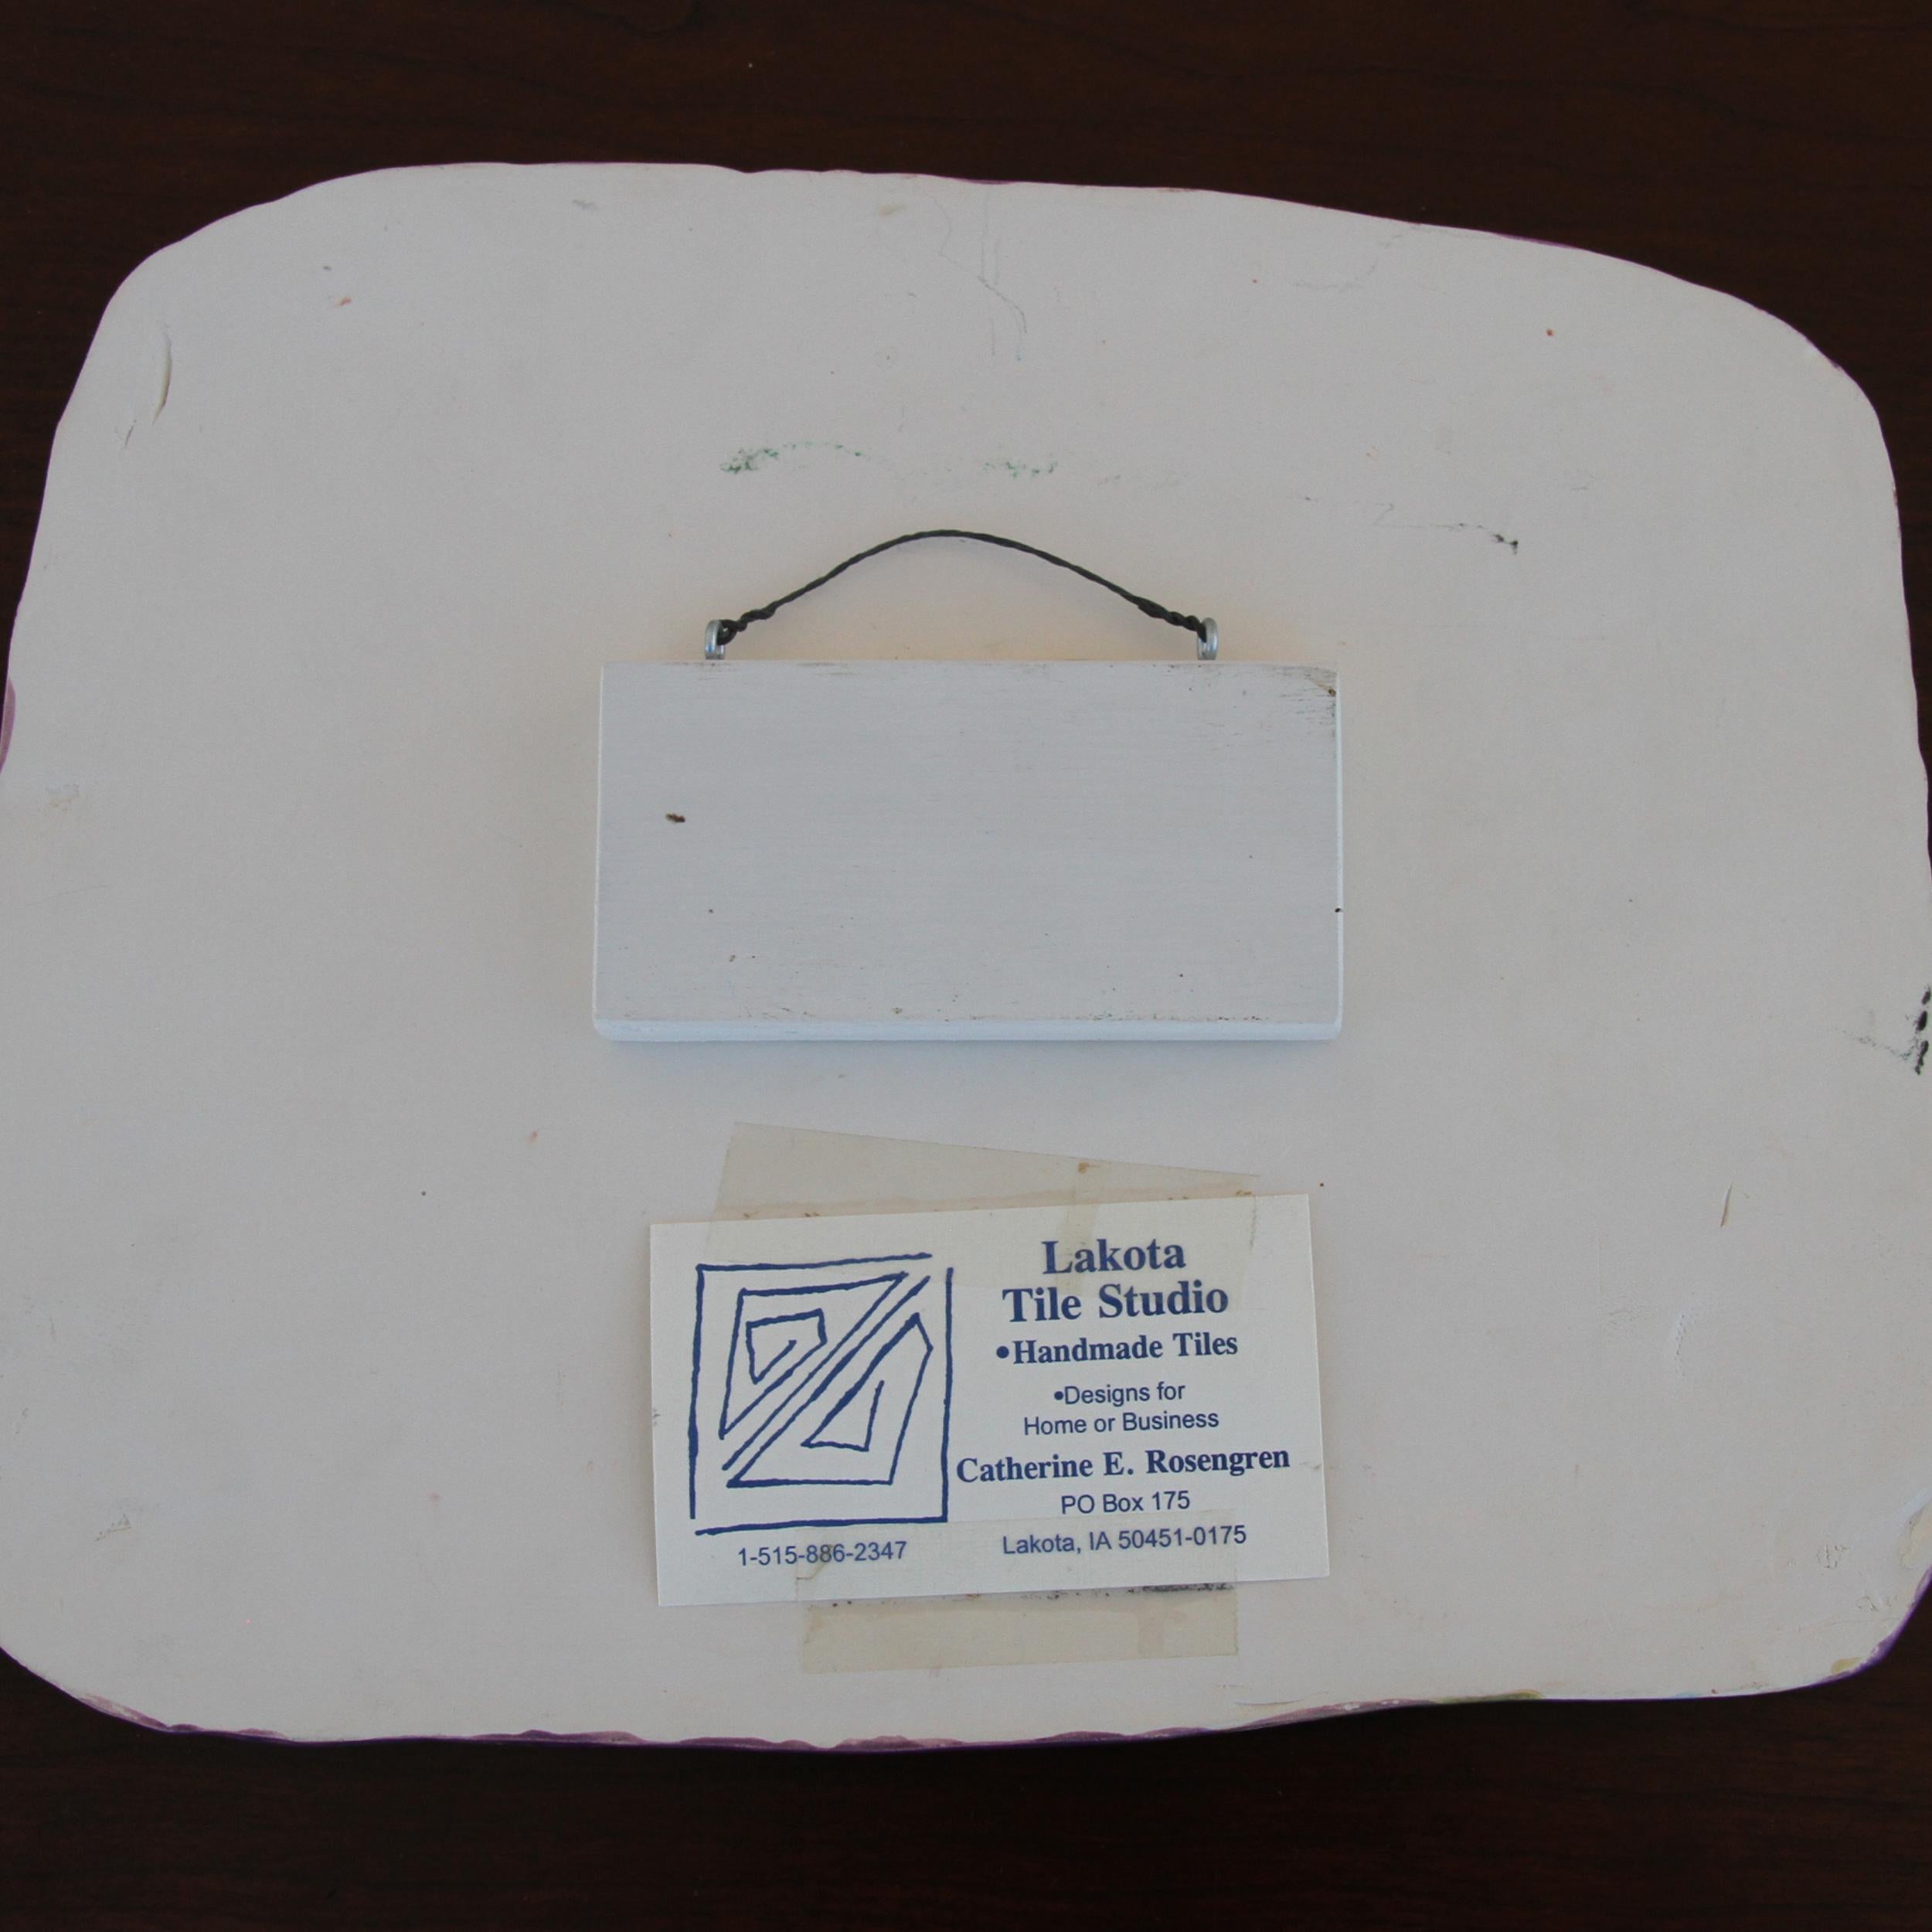 Lakota
Tile Studio
•Handmade Tiles
•Designs for
Home or Business
Catherine E. Rosengren
PO Box 175
Lakota, IA 50451-0175
1-515-886-2347